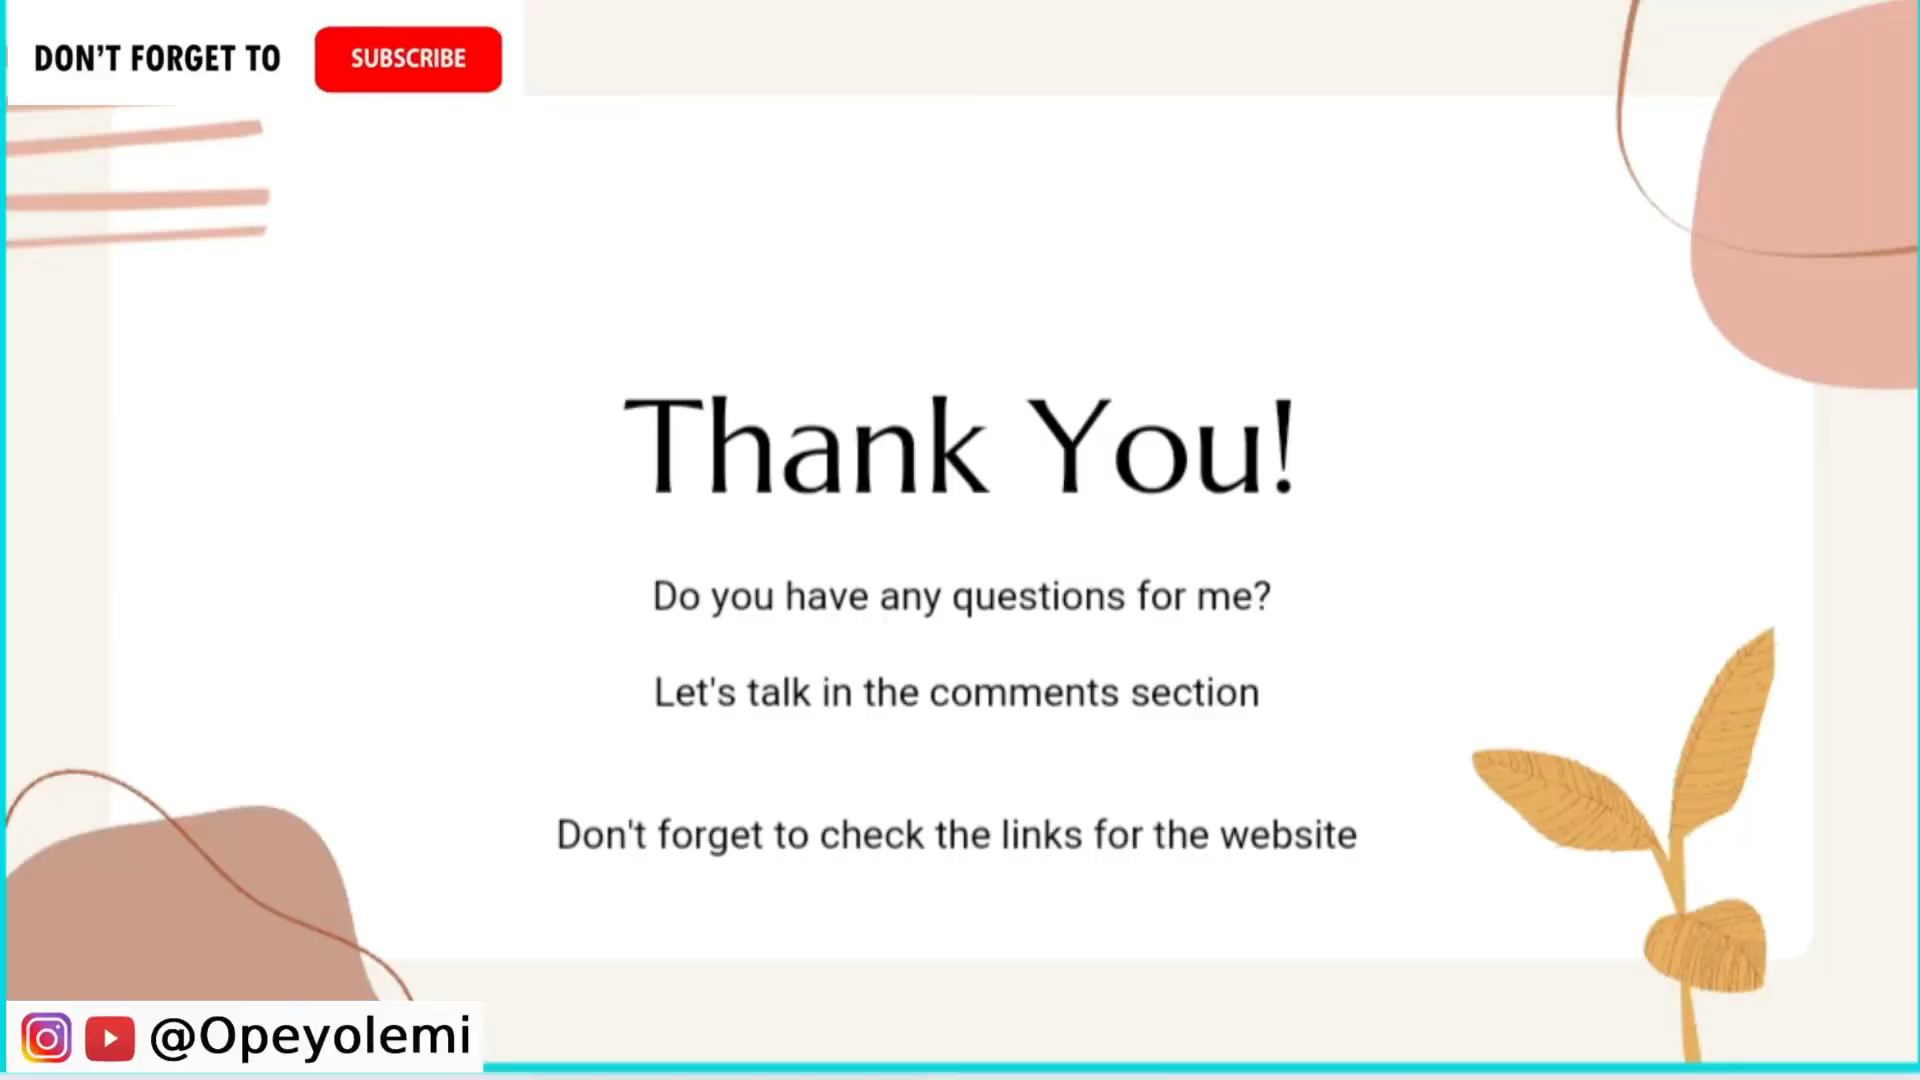 DON'T FORGET TO SUBSCRIBE
Thank You!
Do you have any questions for me?
Let's talk in the comments section
Don't forget to check the links for the website
@Opeyolemi